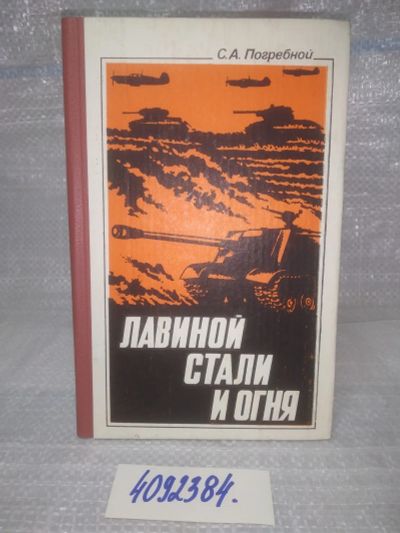 С.А. Погребной
ЛАВИНОЙ
СТАЛИ
И ОГНЯ
4092384.